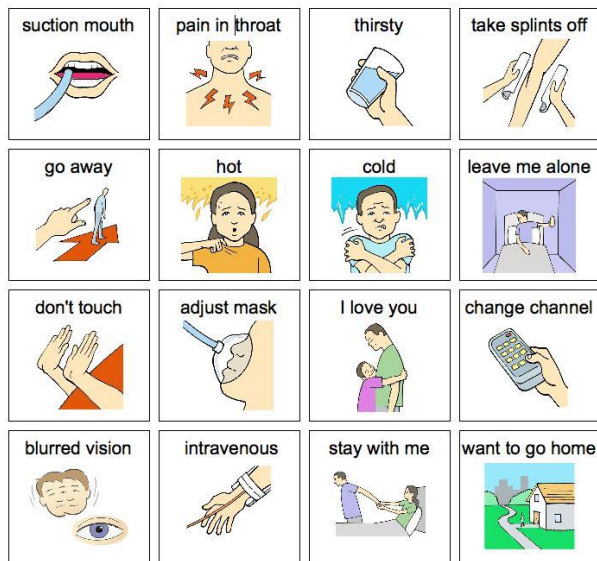 suction mouth
pain in throat
thirsty
take splints off
go away
hot
cold
leave me alone
don't touch
adjust mask
I love you
change channel
blurred vision
intravenous
stay with me
want to go home